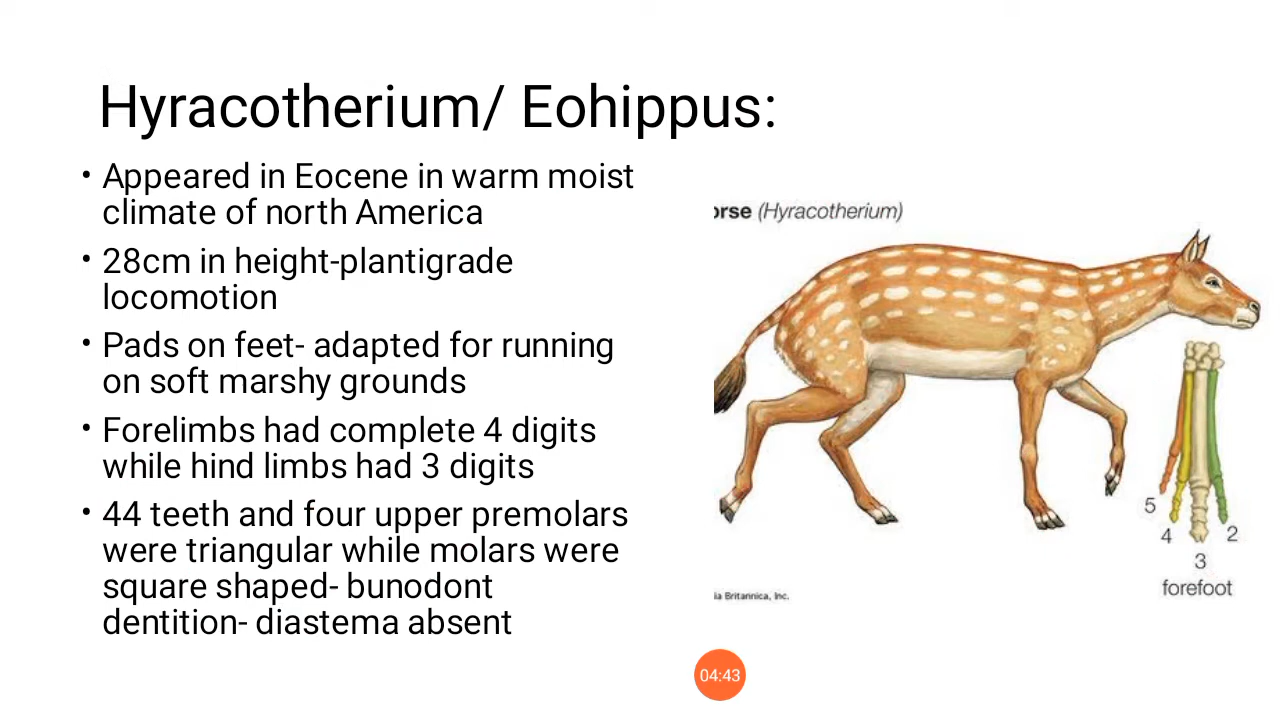 Hyracotherium/ Eohippus:
• Appeared in Eocene in warm moist
climate of north America
• 28cm in height-plantigrade
locomotion
• Pads on feet- adapted for running
on soft marshy grounds
• Forelimbs had complete 4 digits
while hind limbs had 3 digits
• 44 teeth and four upper premolars
were triangular while molars were
square shaped- bunodont
dentition- diastema absent
orse (Hyracotherium)
5
4
3
2
forefoot
ia Britannica, Inc.
04:43